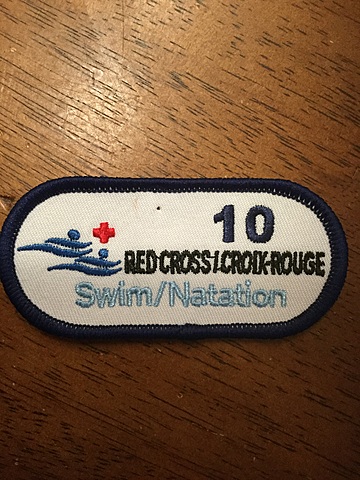 10
RED CROSS/CROIX-ROUGE
Swim/Natation